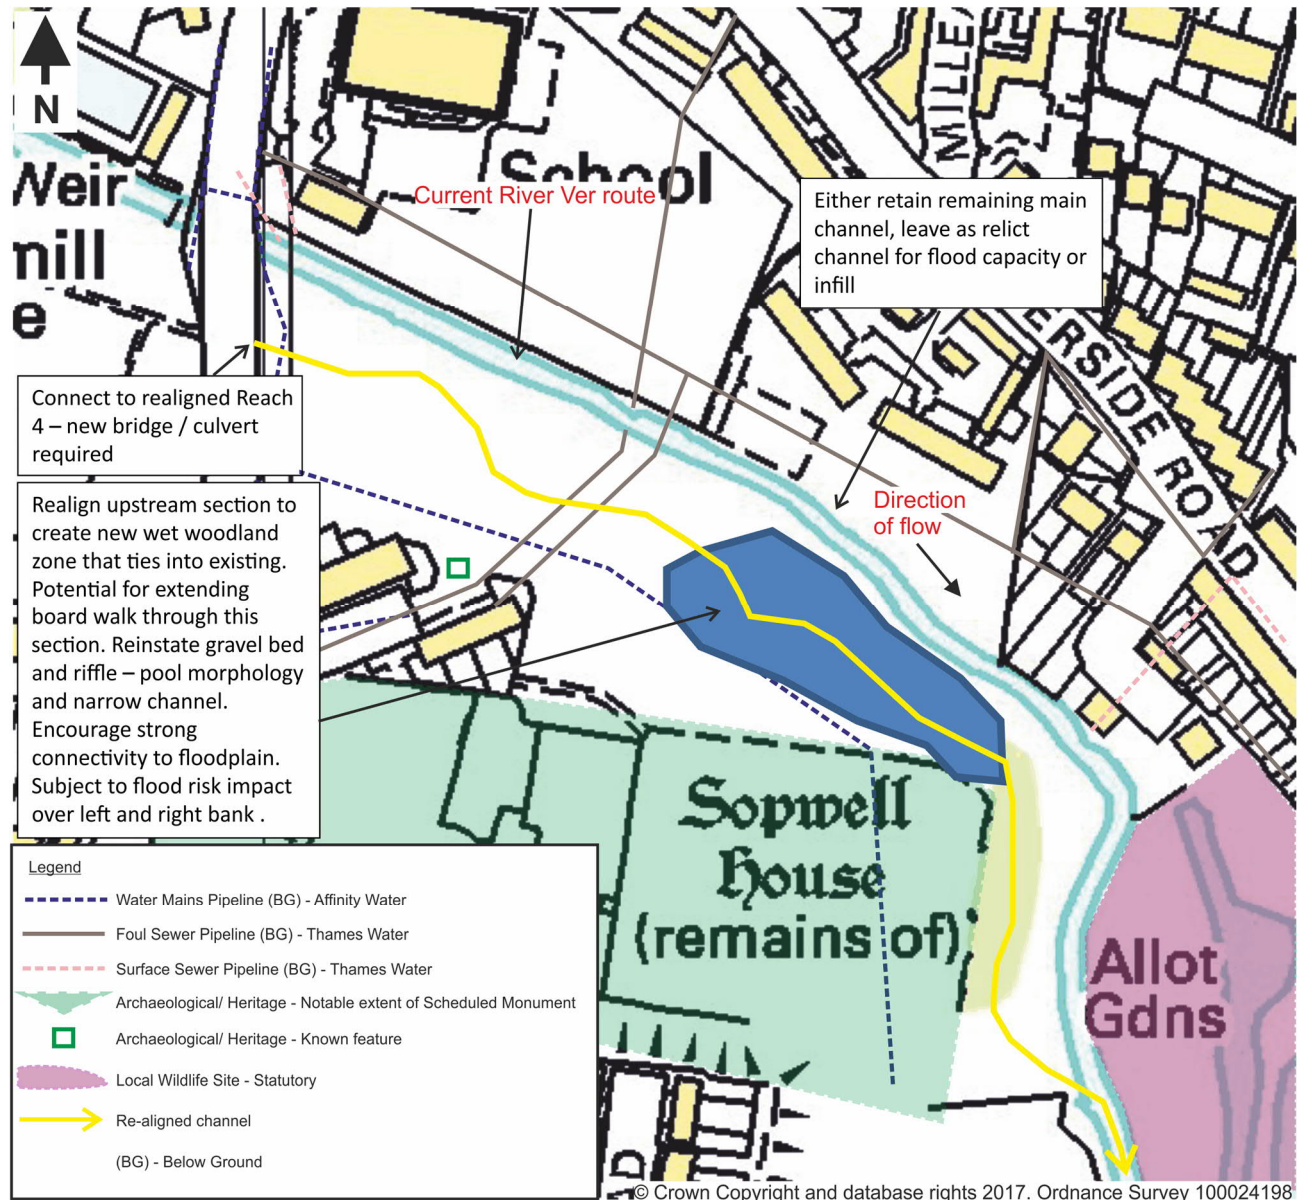 N
Weir
mill
e
School
Current River Ver route
Either retain remaining main
channel, leave as relict
channel for flood capacity or
infill
ERSIDE ROAD
Connect to realigned Reach
4 – new bridge / culvert
required
Direction
of flow
Realign upstream section to
create new wet woodland
zone that ties into existing.
Potential for extending
board walk through this
section. Reinstate gravel bed
and riffle – pool morphology
and narrow channel.
Encourage strong
connectivity to floodplain.
Subject to flood risk impact
over left and right bank .
Sopwell
House
(remains of)
Allot
Gdns
Legend
Water Mains Pipeline (BG) - Affinity Water
Foul Sewer Pipeline (BG) - Thames Water
Surface Sewer Pipeline (BG) - Thames Water
Archaeological/ Heritage - Notable extent of Scheduled Monument
Archaeological/ Heritage - Known feature
Local Wildlife Site - Statutory
Re-aligned channel
(BG) - Below Ground
© Crown Copyright and database rights 2017. Ordnance Survey 100024198